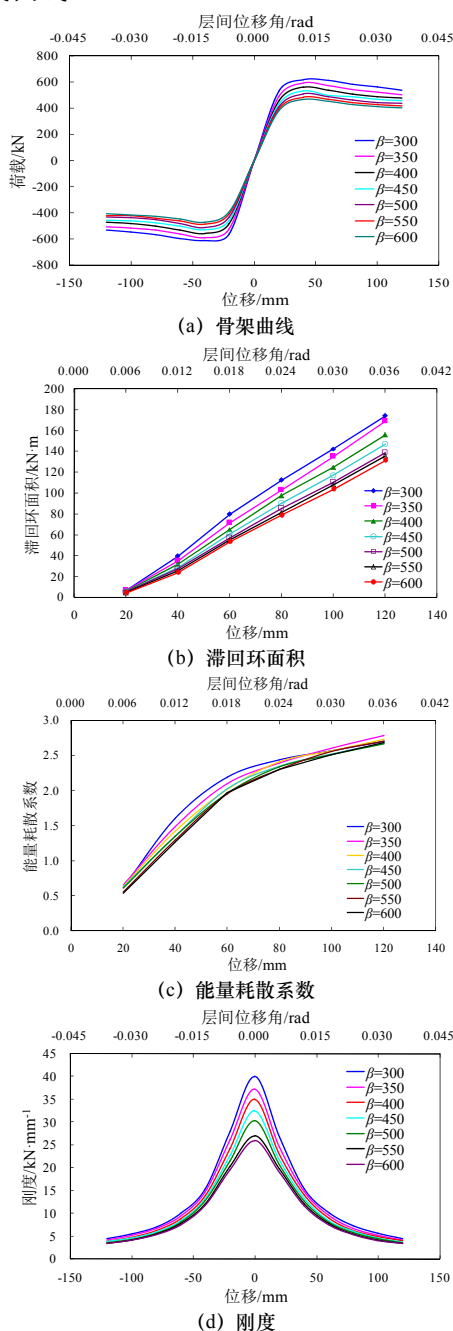 层间位移角/rad
-0.045 -0.030 -0.015 0.000 0.015 0.030 0.045
800
600
400
200
0
-200
-400
-600
-800
荷载/kN
β=300
β=350
β=400
β=450
β=500
β=550
β=600
-150 -100 -50 0 50 100 150
位移/mm
(a) 骨架曲线
层间位移角/rad
0.000 0.006 0.012 0.018 0.024 0.030 0.036 0.042
200
180
160
140
120
100
80
60
40
20
0
滞回环面积/kN·m
β=300
β=350
β=400
β=450
β=500
β=550
β=600
0 20 40 60 80 100 120 140
位移/mm
(b) 滞回环面积
层间位移角/rad
0.000 0.006 0.012 0.018 0.024 0.030 0.036 0.042
3.0
2.5
2.0
1.5
1.0
0.5
0.0
能量耗散系数
β=300
β=350
β=400
β=450
β=500
β=550
β=600
0 20 40 60 80 100 120 140
位移/mm
(c) 能量耗散系数
层间位移角/rad
-0.045 -0.030 -0.015 0.000 0.015 0.030 0.045
45
40
35
30
25
20
15
10
5
0
刚度/kN·mm⁻¹
β=300
β=350
β=400
β=450
β=500
β=550
β=600
-150 -100 -50 0 50 100 150
位移/mm
(d) 刚度